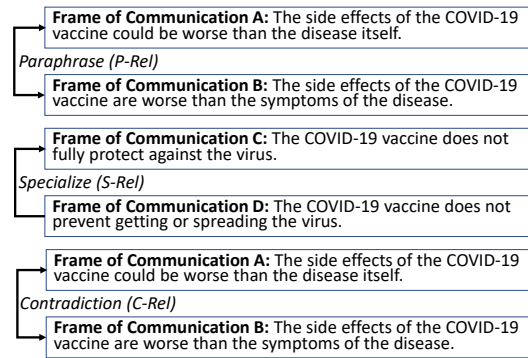 Frame of Communication A: The side effects of the COVID-19
vaccine could be worse than the disease itself.
Paraphrase (P-Rel)
Frame of Communication B: The side effects of the COVID-19
vaccine are worse than the symptoms of the disease.
Frame of Communication C: The COVID-19 vaccine does not
fully protect against the virus.
Specialize (S-Rel)
Frame of Communication D: The COVID-19 vaccine does not
prevent getting or spreading the virus.
Frame of Communication A: The side effects of the COVID-19
vaccine could be worse than the disease itself.
Contradiction (C-Rel)
Frame of Communication B: The side effects of the COVID-19
vaccine are worse than the symptoms of the disease.